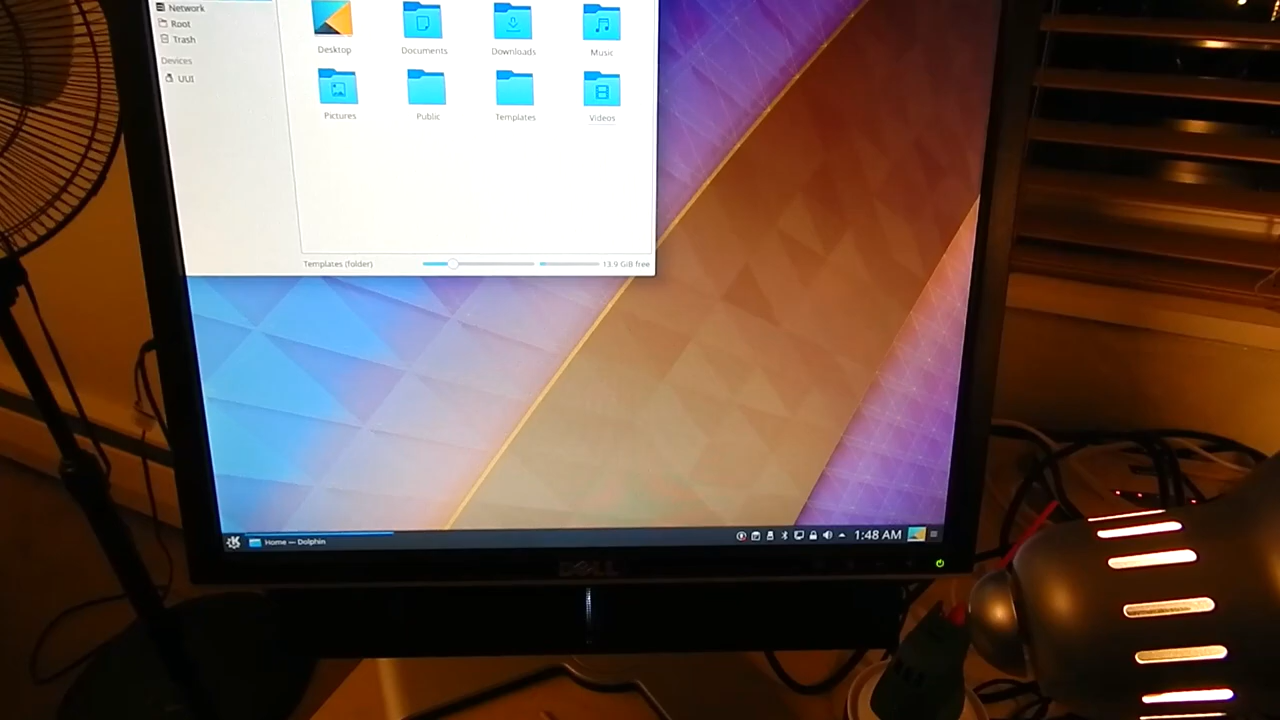 Network
Root
Trash
Devices
UUI
Desktop Documents Downloads Music
Pictures Public Templates Videos
Templates (folder) 13.9 GiB free
Home — Dolphin 1:48 AM
DELL